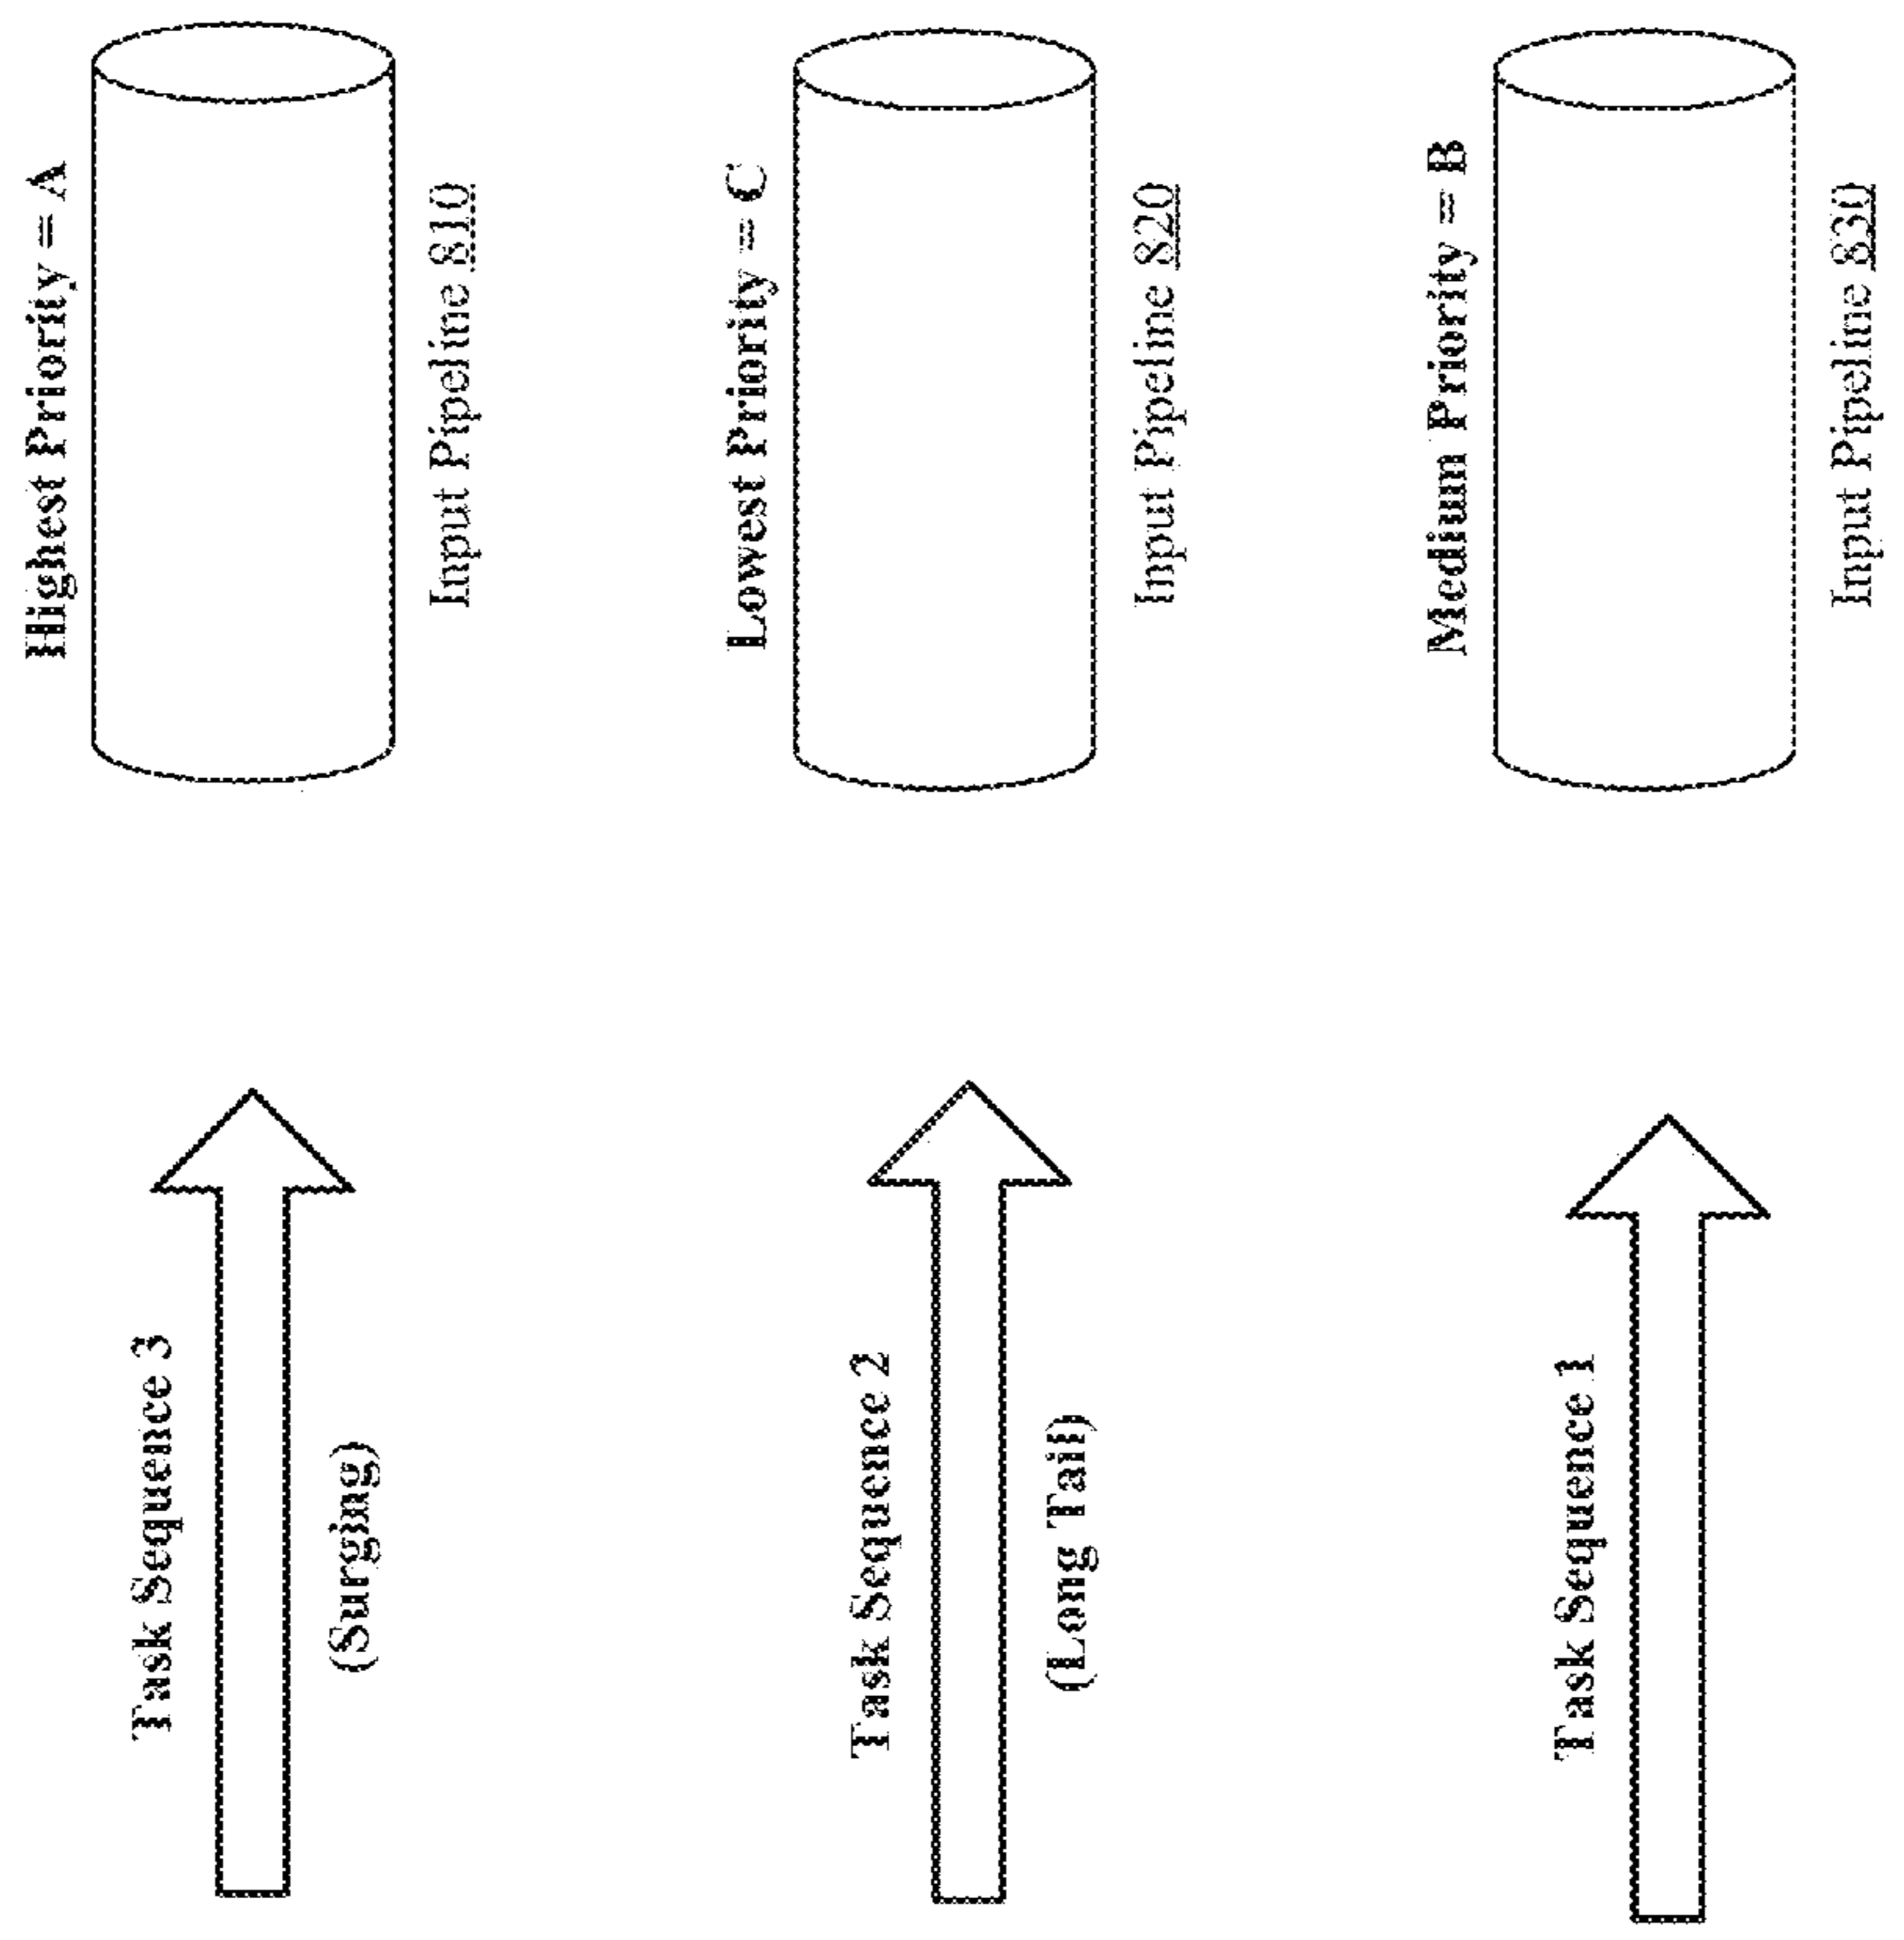 Highest Priority = A
Task Sequence 3
(Surging)
Input Pipeline 810
Lowest Priority = C
Task Sequence 2
(Long Tail)
Input Pipeline 820
Medium Priority = B
Task Sequence 1
Input Pipeline 830